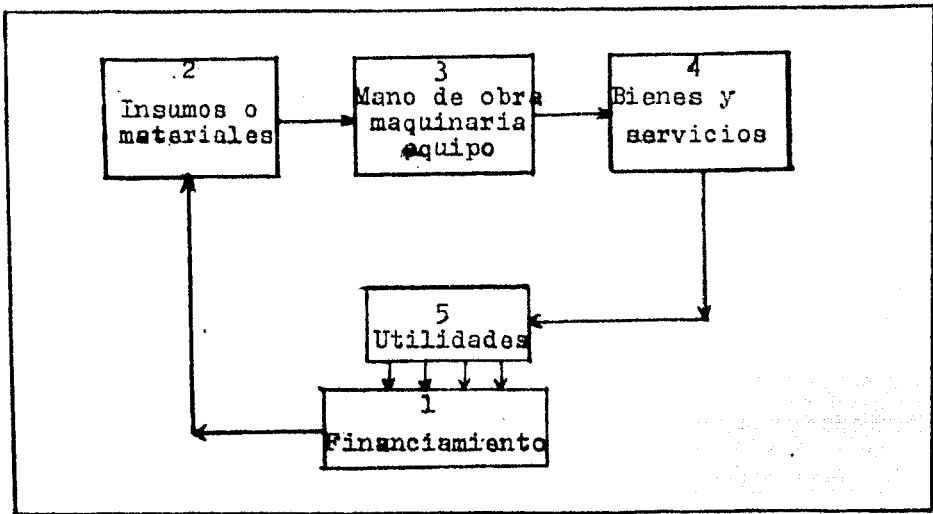 2
Insumos o
materiales
3
Mano de obra
maquinaria
equipo
4
Bienes y
servicios
5
Utilidades
1
Financiamiento